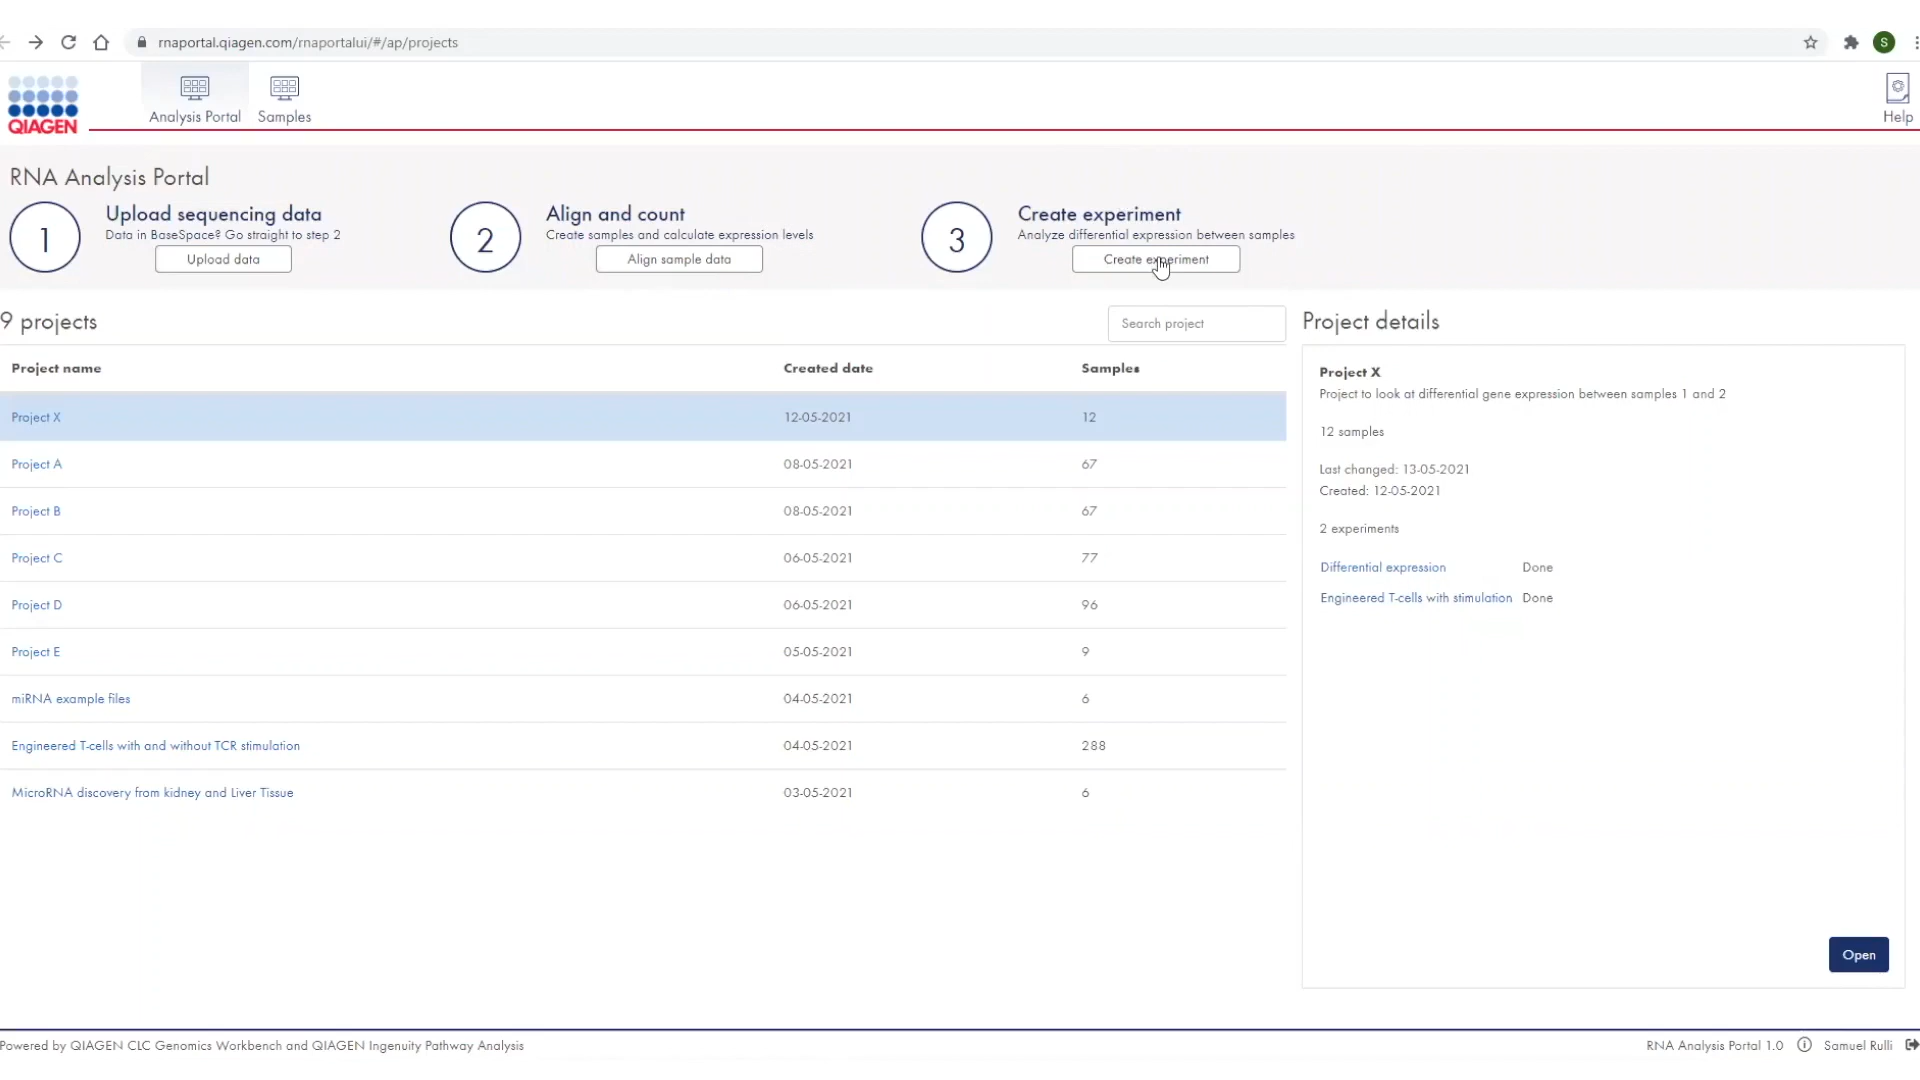 rnaportal.qiagen.com/rnaportalui/#/ap/projects
S
QIAGEN
Analysis Portal
Samples
Help
RNA Analysis Portal
1
Upload sequencing data
Data in BaseSpace? Go straight to step 2
Upload data
2
Align and count
Create samples and calculate expression levels
Align sample data
3
Create experiment
Analyze differential expression between samples
Create experiment
9 projects
Search project
Project name Created date Samples
Project X 12-05-2021 12
Project A 08-05-2021 67
Project B 08-05-2021 67
Project C 06-05-2021 77
Project D 06-05-2021 96
Project E 05-05-2021 9
miRNA example files 04-05-2021 6
Engineered T-cells with and without TCR stimulation 04-05-2021 288
MicroRNA discovery from kidney and Liver Tissue 03-05-2021 6
Project details
Project X
Project to look at differential gene expression between samples 1 and 2
12 samples
Last changed: 13-05-2021
Created: 12-05-2021
2 experiments
Differential expression Done
Engineered T-cells with stimulation Done
Open
Powered by QIAGEN CLC Genomics Workbench and QIAGEN Ingenuity Pathway Analysis
RNA Analysis Portal 1.0 Samuel Rulli